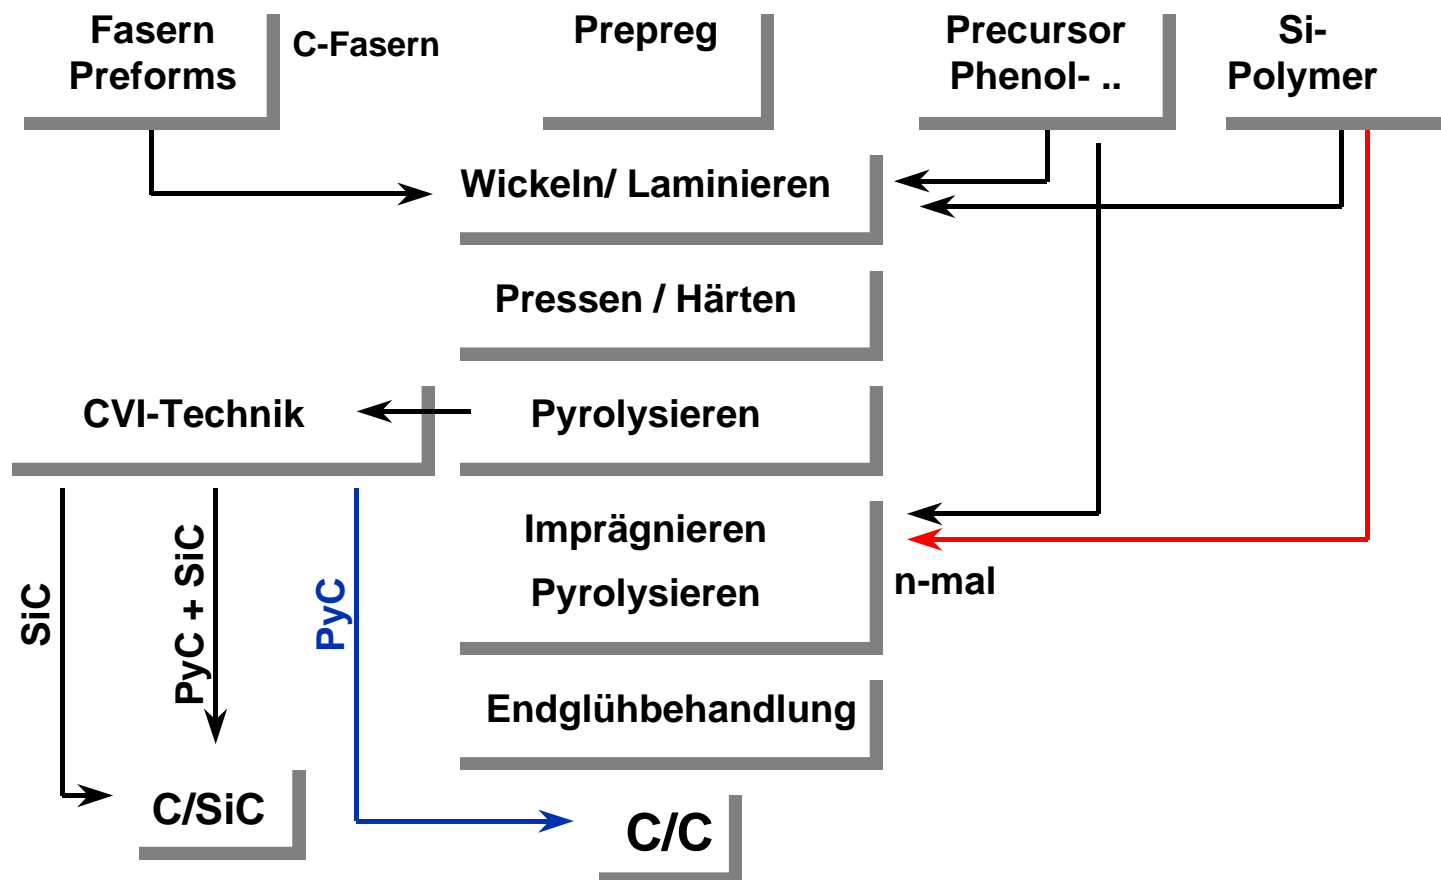 Fasern
Preforms
C-Fasern
Prepreg
Precursor
Phenol- ..
Si-
Polymer
Wickeln/ Laminieren
Pressen / Härten
CVI-Technik
Pyrolysieren
Imprägnieren
Pyrolysieren
n-mal
SiC
PyC + SiC
PyC
Endglühbehandlung
C/SiC
C/C